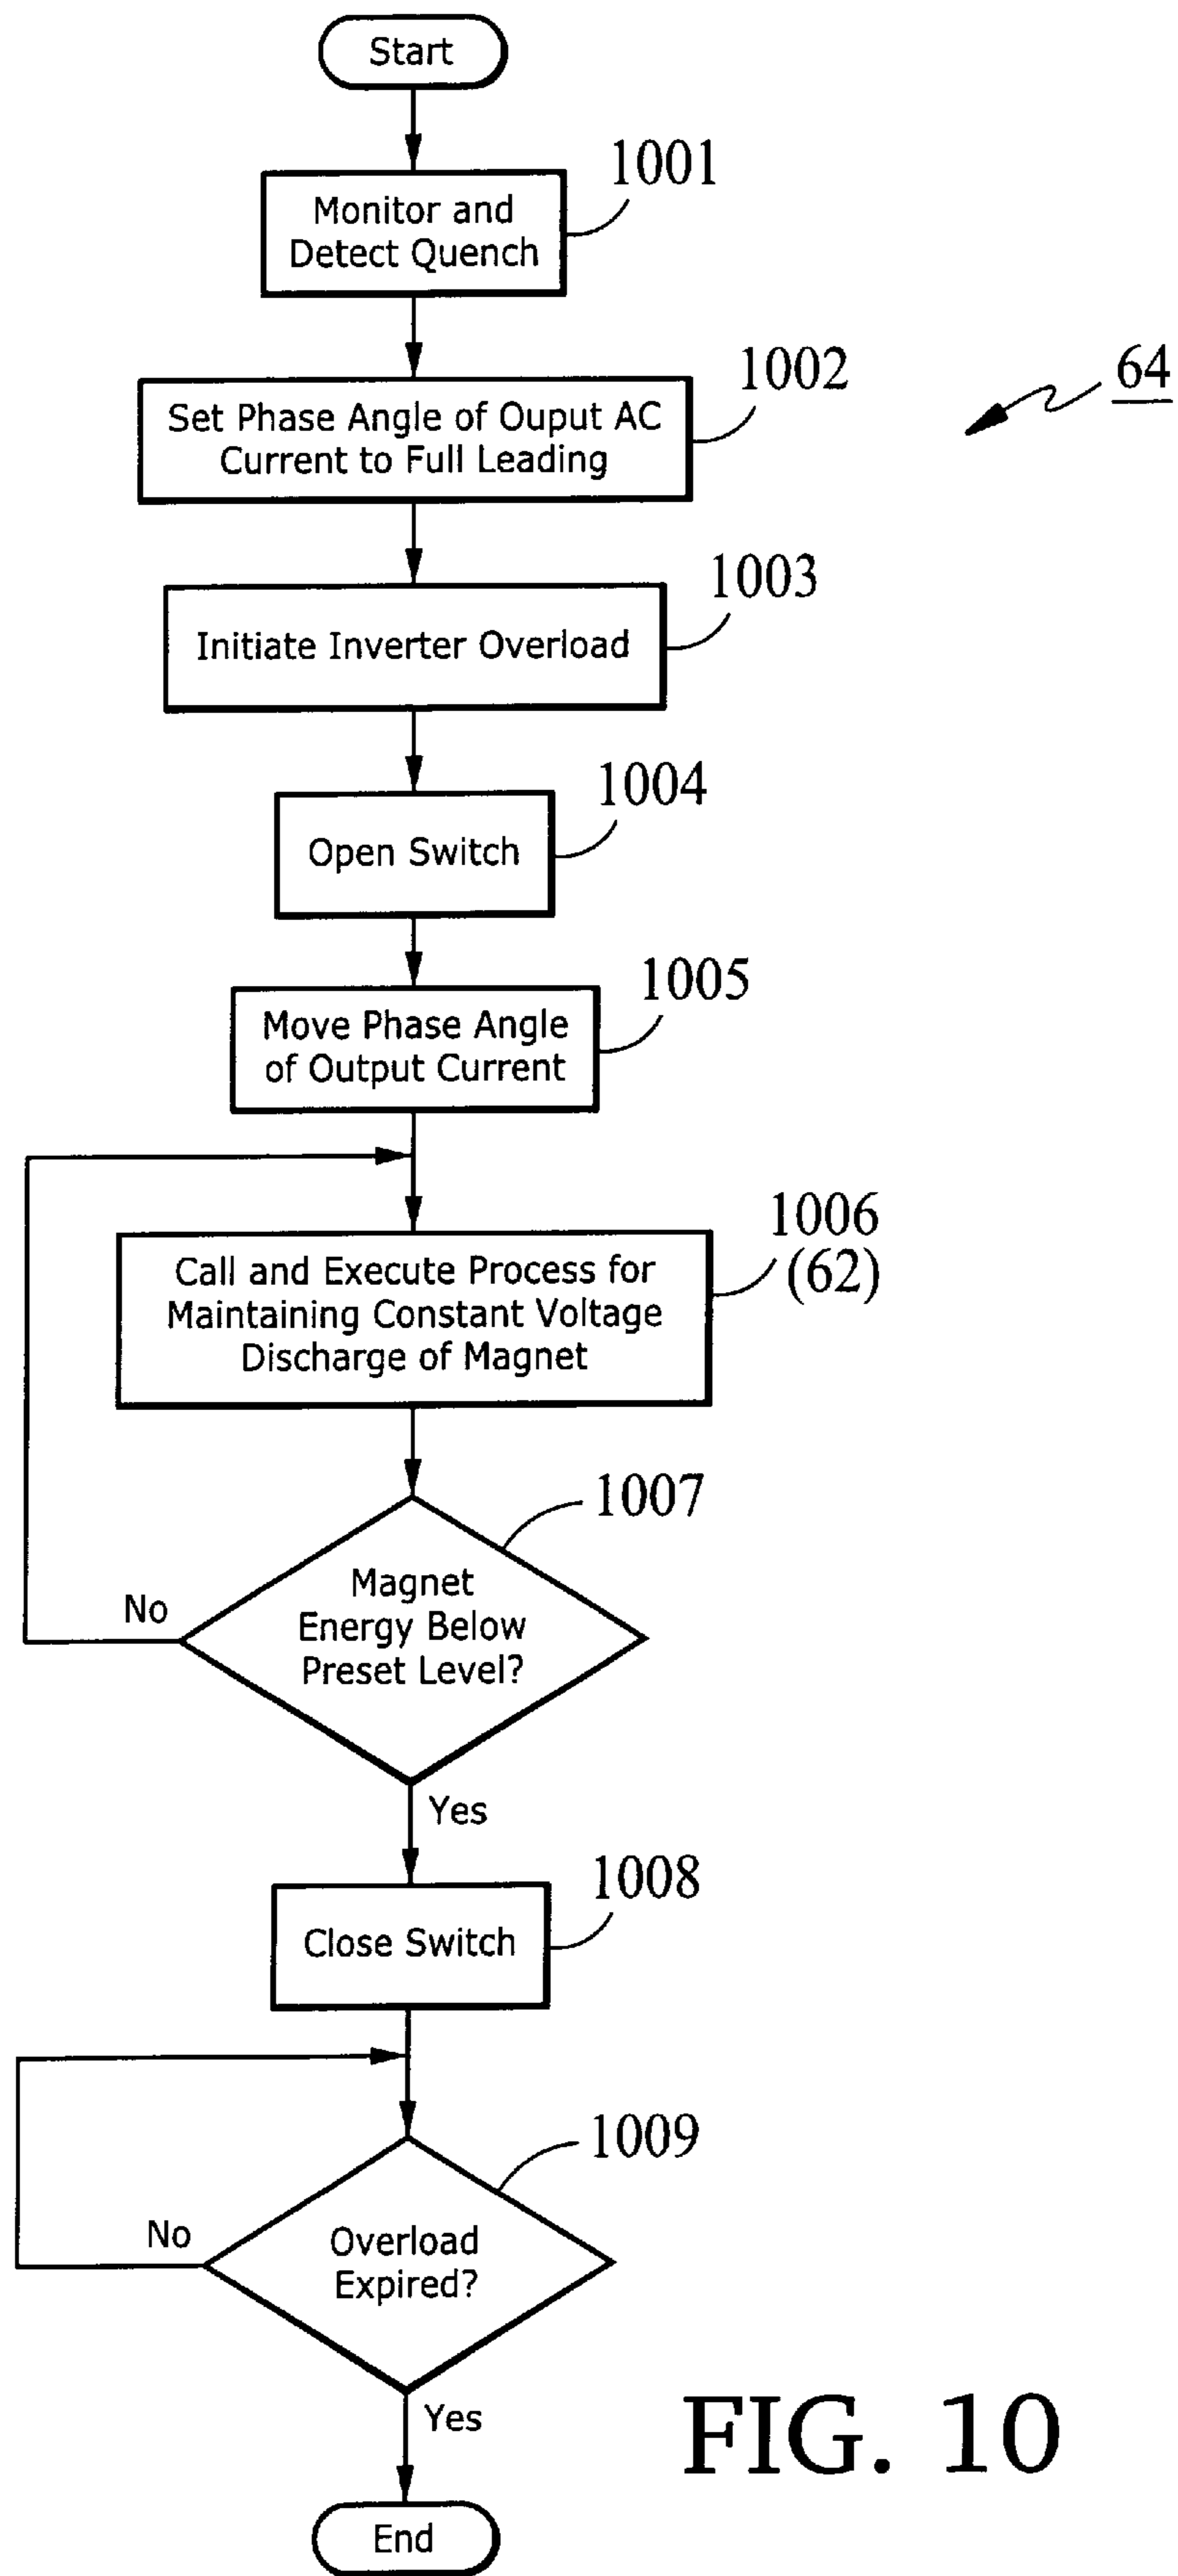 Start
1001
Monitor and
Detect Quench
1002
64
Set Phase Angle of Ouput AC
Current to Full Leading
1003
Initiate Inverter Overload
1004
Open Switch
1005
Move Phase Angle
of Output Current
1006
(62)
Call and Execute Process for
Maintaining Constant Voltage
Discharge of Magnet
1007
Magnet
Energy Below
Preset Level?
No
Yes
1008
Close Switch
1009
Overload
Expired?
No
Yes
FIG. 10
End